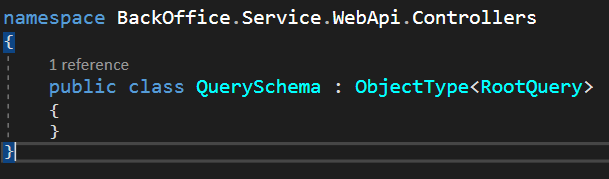 namespace BackOffice.Service.WebApi.Controllers
{
1 reference
public class QuerySchema : ObjectType<RootQuery>
{
}
}